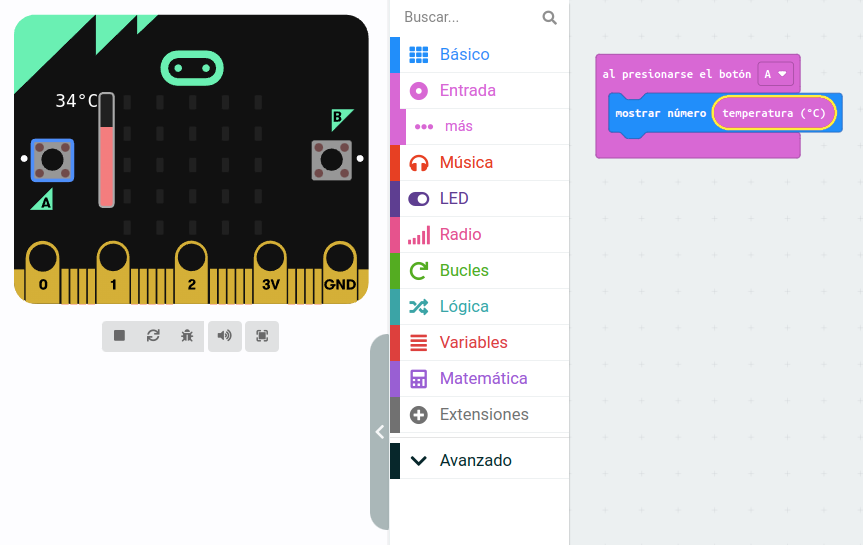 34°C
B
A
0 1 2 3V GND
Buscar...
Básico
Entrada
más
Música
LED
Radio
Bucles
Lógica
Variables
Matemática
Extensiones
Avanzado
al presionarse el botón A
mostrar número temperatura (°C)